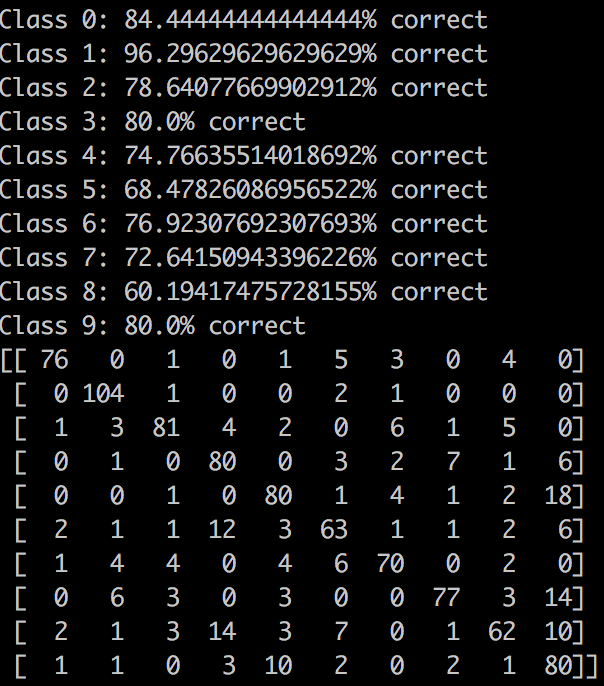 Class 0: 84.44444444444444% correct
Class 1: 96.29629629629629% correct
Class 2: 78.64077669902912% correct
Class 3: 80.0% correct
Class 4: 74.76635514018692% correct
Class 5: 68.47826086956522% correct
Class 6: 76.92307692307693% correct
Class 7: 72.64150943396226% correct
Class 8: 60.19417475728155% correct
Class 9: 80.0% correct
[[ 76   0   1   0   1   5   3   0   4   0]
 [  0 104   1   0   0   2   1   0   0   0]
 [  1   3  81   4   2   0   6   1   5   0]
 [  0   1   0  80   0   3   2   7   1   6]
 [  0   0   1   0  80   1   4   1   2  18]
 [  2   1   1  12   3  63   1   1   2   6]
 [  1   4   4   0   4   6  70   0   2   0]
 [  0   6   3   0   3   0   0  77   3  14]
 [  2   1   3  14   3   7   0   1  62  10]
 [  1   1   0   3  10   2   0   2   1  80]]